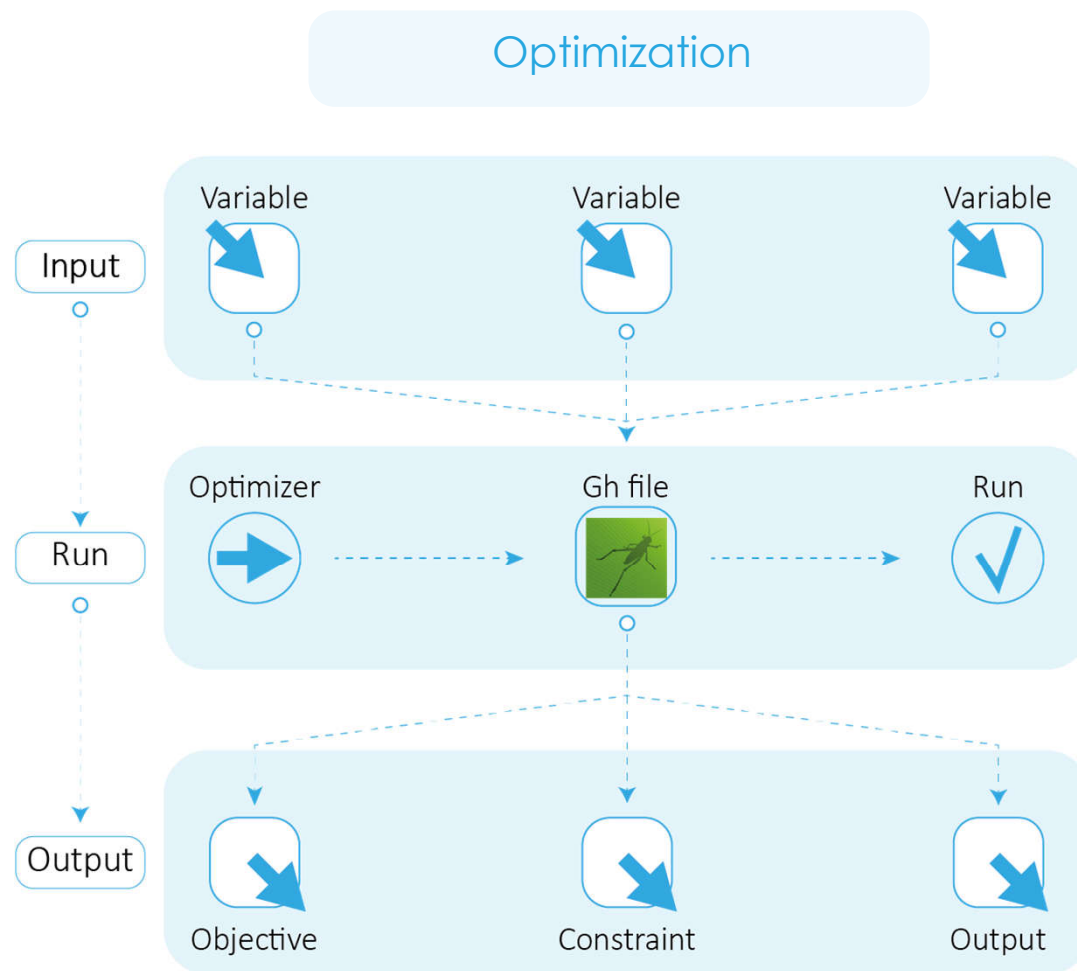 Optimization
Variable
Variable
Variable
Input
Optimizer
Gh file
Run
Run
Output
Objective
Constraint
Output